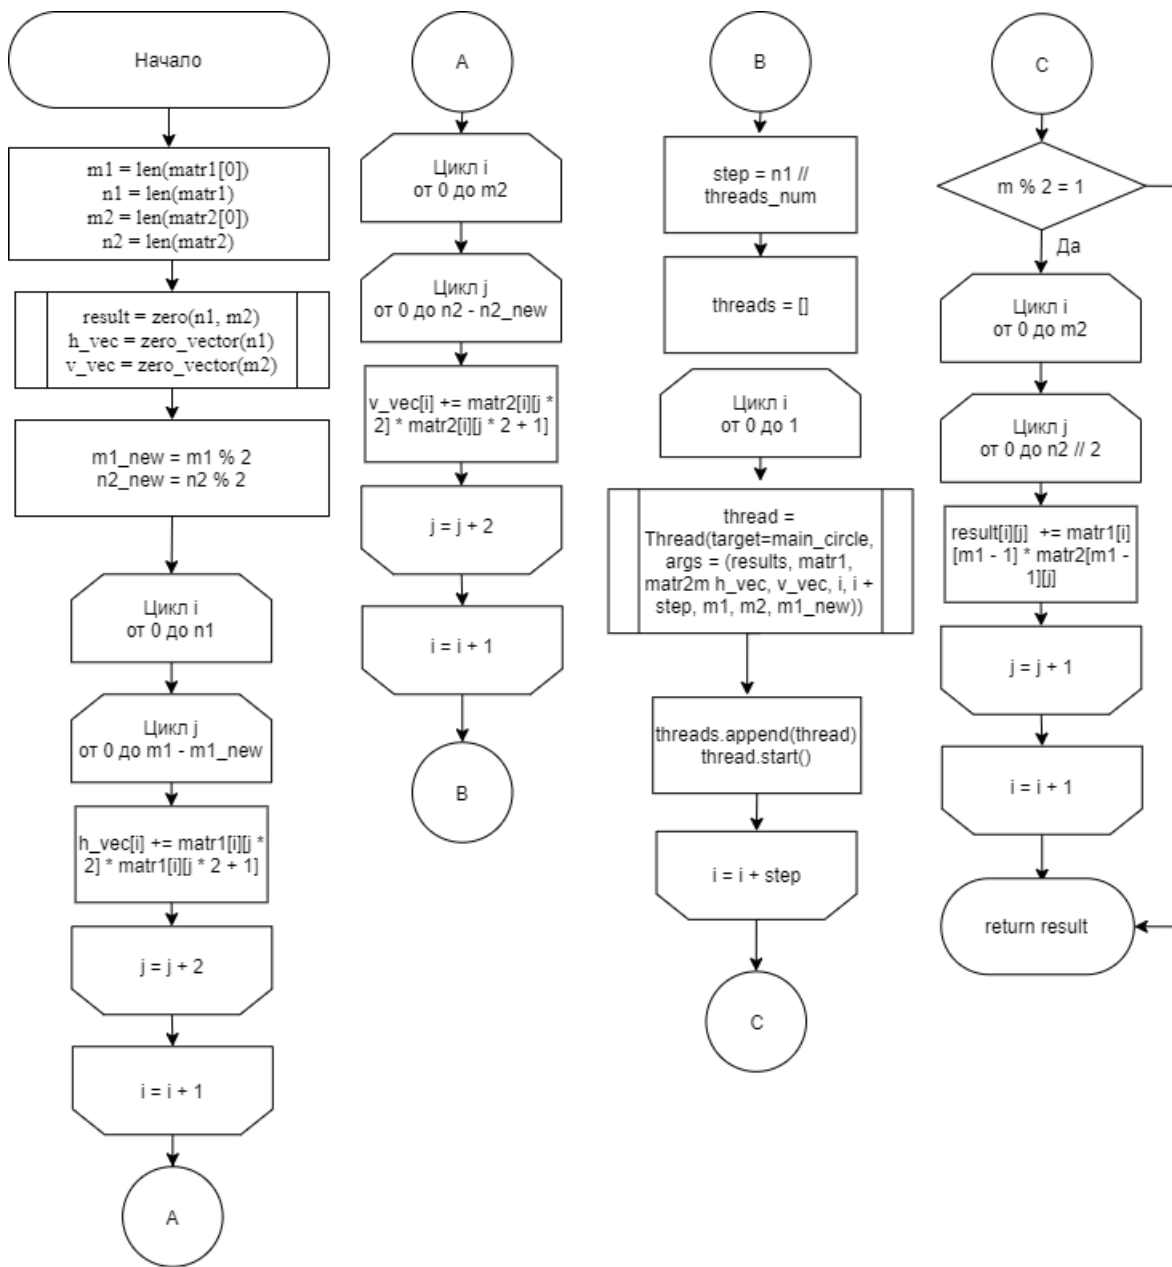 Начало
m1 = len(matr1[0])
n1 = len(matr1)
m2 = len(matr2[0])
n2 = len(matr2)
result = zero(n1, m2)
h_vec = zero_vector(n1)
v_vec = zero_vector(m2)
m1_new = m1 % 2
n2_new = n2 % 2
Цикл i
от 0 до n1
Цикл j
от 0 до m1 - m1_new
h_vec[i] += matr1[i][j *
2] * matr1[i][j * 2 + 1]
j = j + 2
i = i + 1
A
A
Цикл i
от 0 до m2
Цикл j
от 0 до n2 - n2_new
v_vec[i] += matr2[i][j *
2] * matr2[i][j * 2 + 1]
j = j + 2
i = i + 1
B
B
step = n1 //
threads_num
threads = []
Цикл i
от 0 до 1
thread =
Thread(target=main_circle,
args = (results, matr1,
matr2m h_vec, v_vec, i, i +
step, m1, m2, m1_new))
threads.append(thread)
thread.start()
i = i + step
C
C
m % 2 = 1
Да
Цикл i
от 0 до m2
Цикл j
от 0 до n2 // 2
result[i][j] += matr1[i]
[m1 - 1] * matr2[m1 -
1][j]
j = j + 1
i = i + 1
return result